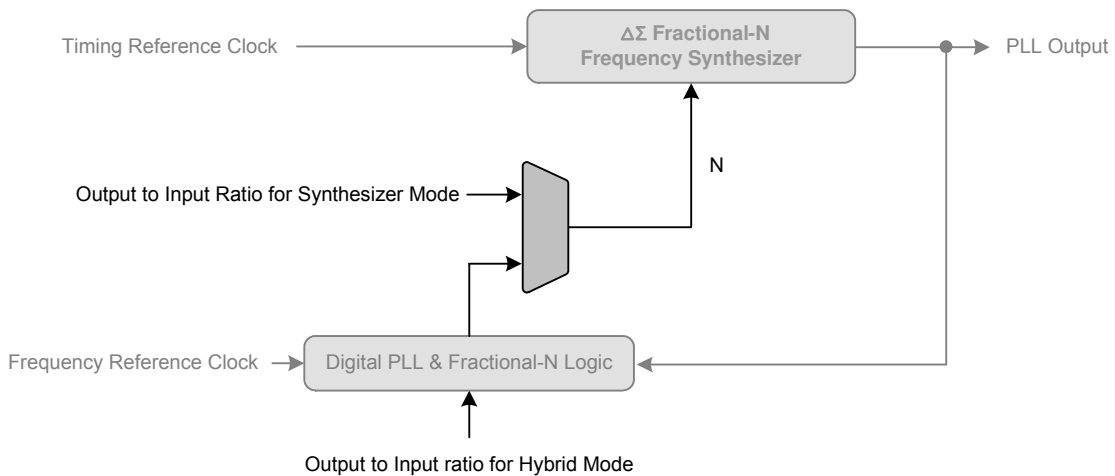 Timing Reference Clock
ΔΣ Fractional-N
Frequency Synthesizer
PLL Output
N
Output to Input Ratio for Synthesizer Mode
Frequency Reference Clock
Digital PLL & Fractional-N Logic
Output to Input ratio for Hybrid Mode